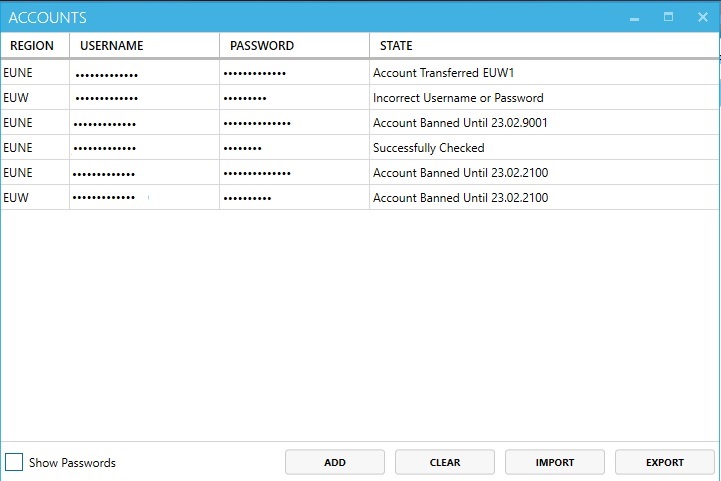 ACCOUNTS
REGION USERNAME PASSWORD STATE
EUNE ••••••••••••• ••••••••••••• Account Transferred EUW1
EUW ••••••••••••• ••••••••• Incorrect Username or Password
EUNE ••••••••••••• •••••••••••••• Account Banned Until 23.02.9001
EUNE ••••••••••••• •••••••• Successfully Checked
EUNE ••••••••••••• •••••••••••••• Account Banned Until 23.02.2100
EUW ••••••••••••• •••••••••• Account Banned Until 23.02.2100
Show Passwords ADD CLEAR IMPORT EXPORT